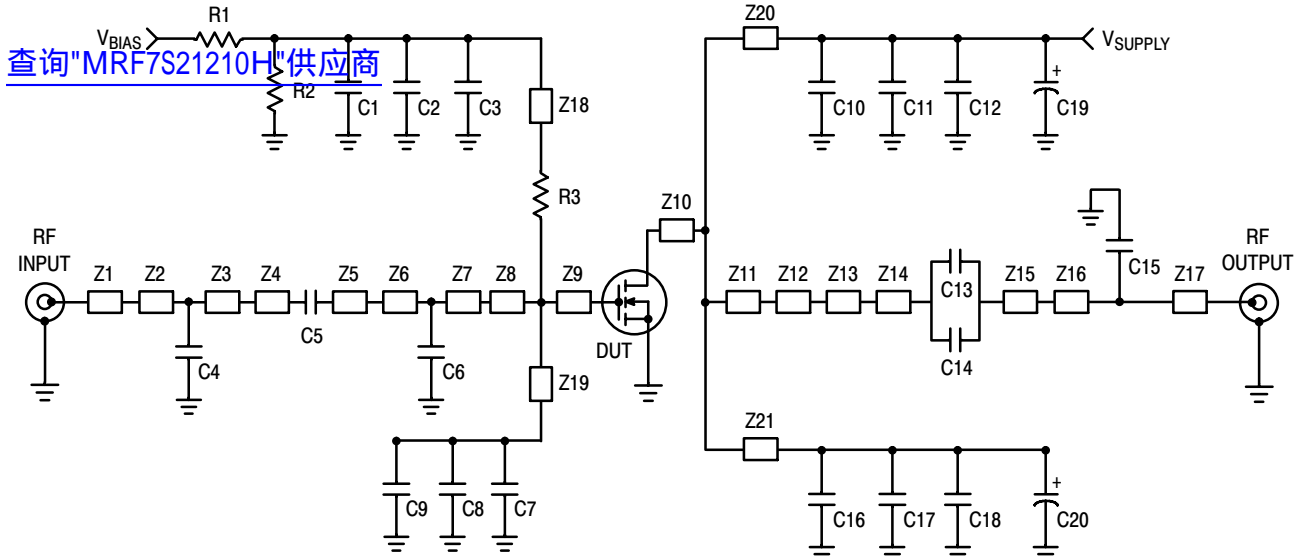 R1
Z20
V_BIAS
V_SUPPLY
查询"MRF7S21210H"供应商
R2
C1
C2
C3
Z18
C10
C11
C12
+
C19
R3
Z10
RF
INPUT
RF
OUTPUT
C15
Z1
Z2
Z3
Z4
Z5
Z6
Z7
Z8
Z9
Z11
Z12
Z13
Z14
C13
Z15
Z16
Z17
C5
DUT
C4
C6
C14
Z19
Z21
C9
C8
C7
C16
C17
C18
+
C20